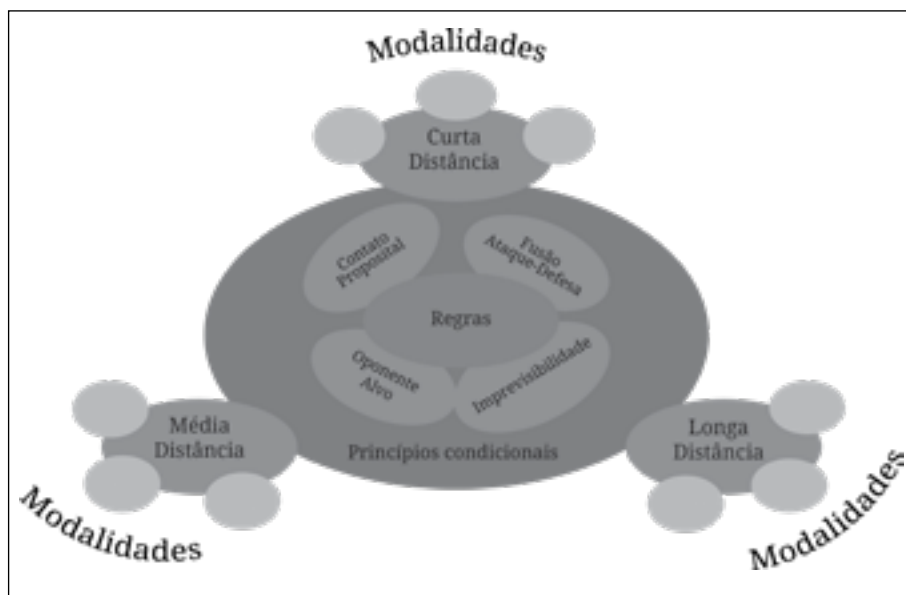 Modalidades
Curta
Distância
Contato
Proposital
Fusão
Ataque-Defesa
Regras
Oponente
Alvo
Imprevisibilidade
Média
Distância
Princípios condicionais
Longa
Distância
Modalidades
Modalidades